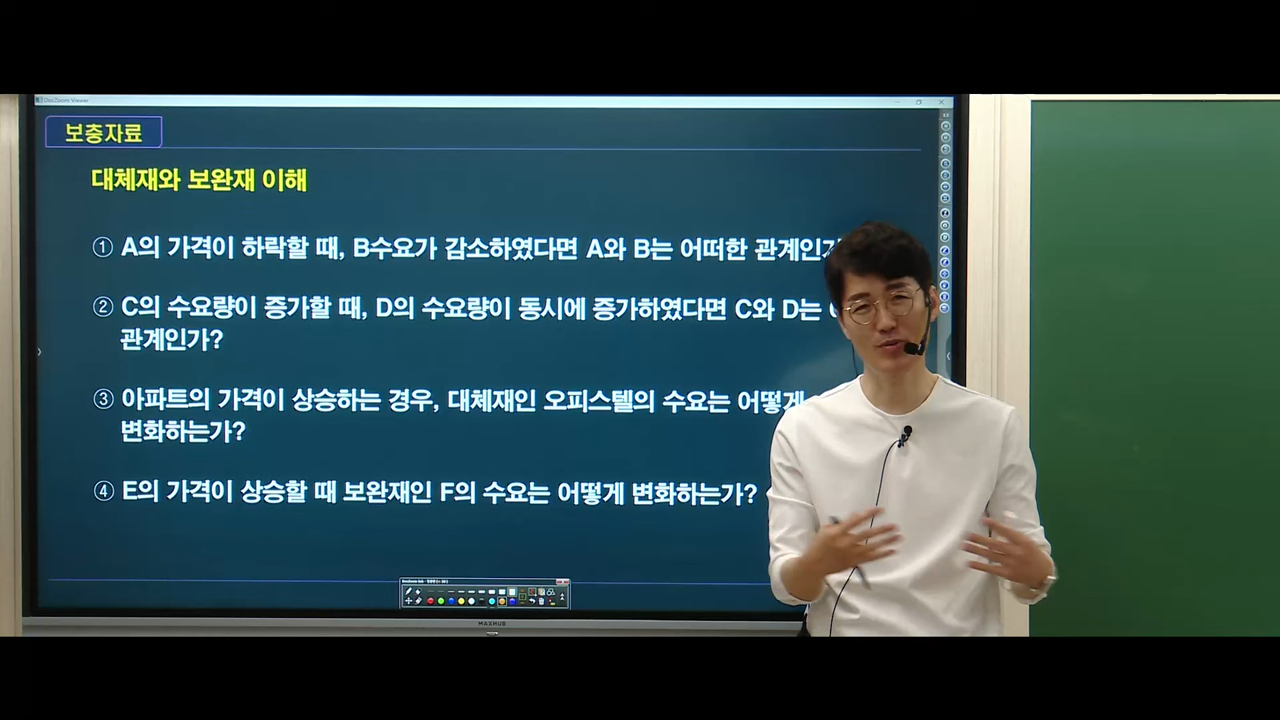 DocZoom Viewer
보충자료
대체재와 보완재 이해
① A의 가격이 하락할 때, B수요가 감소하였다면 A와 B는 어떠한 관계인가
② C의 수요량이 증가할 때, D의 수요량이 동시에 증가하였다면 C와 D는
관계인가?
③ 아파트의 가격이 상승하는 경우, 대체재인 오피스텔의 수요는 어떻게
변화하는가?
④ E의 가격이 상승할 때 보완재인 F의 수요는 어떻게 변화하는가?
MAXHUB